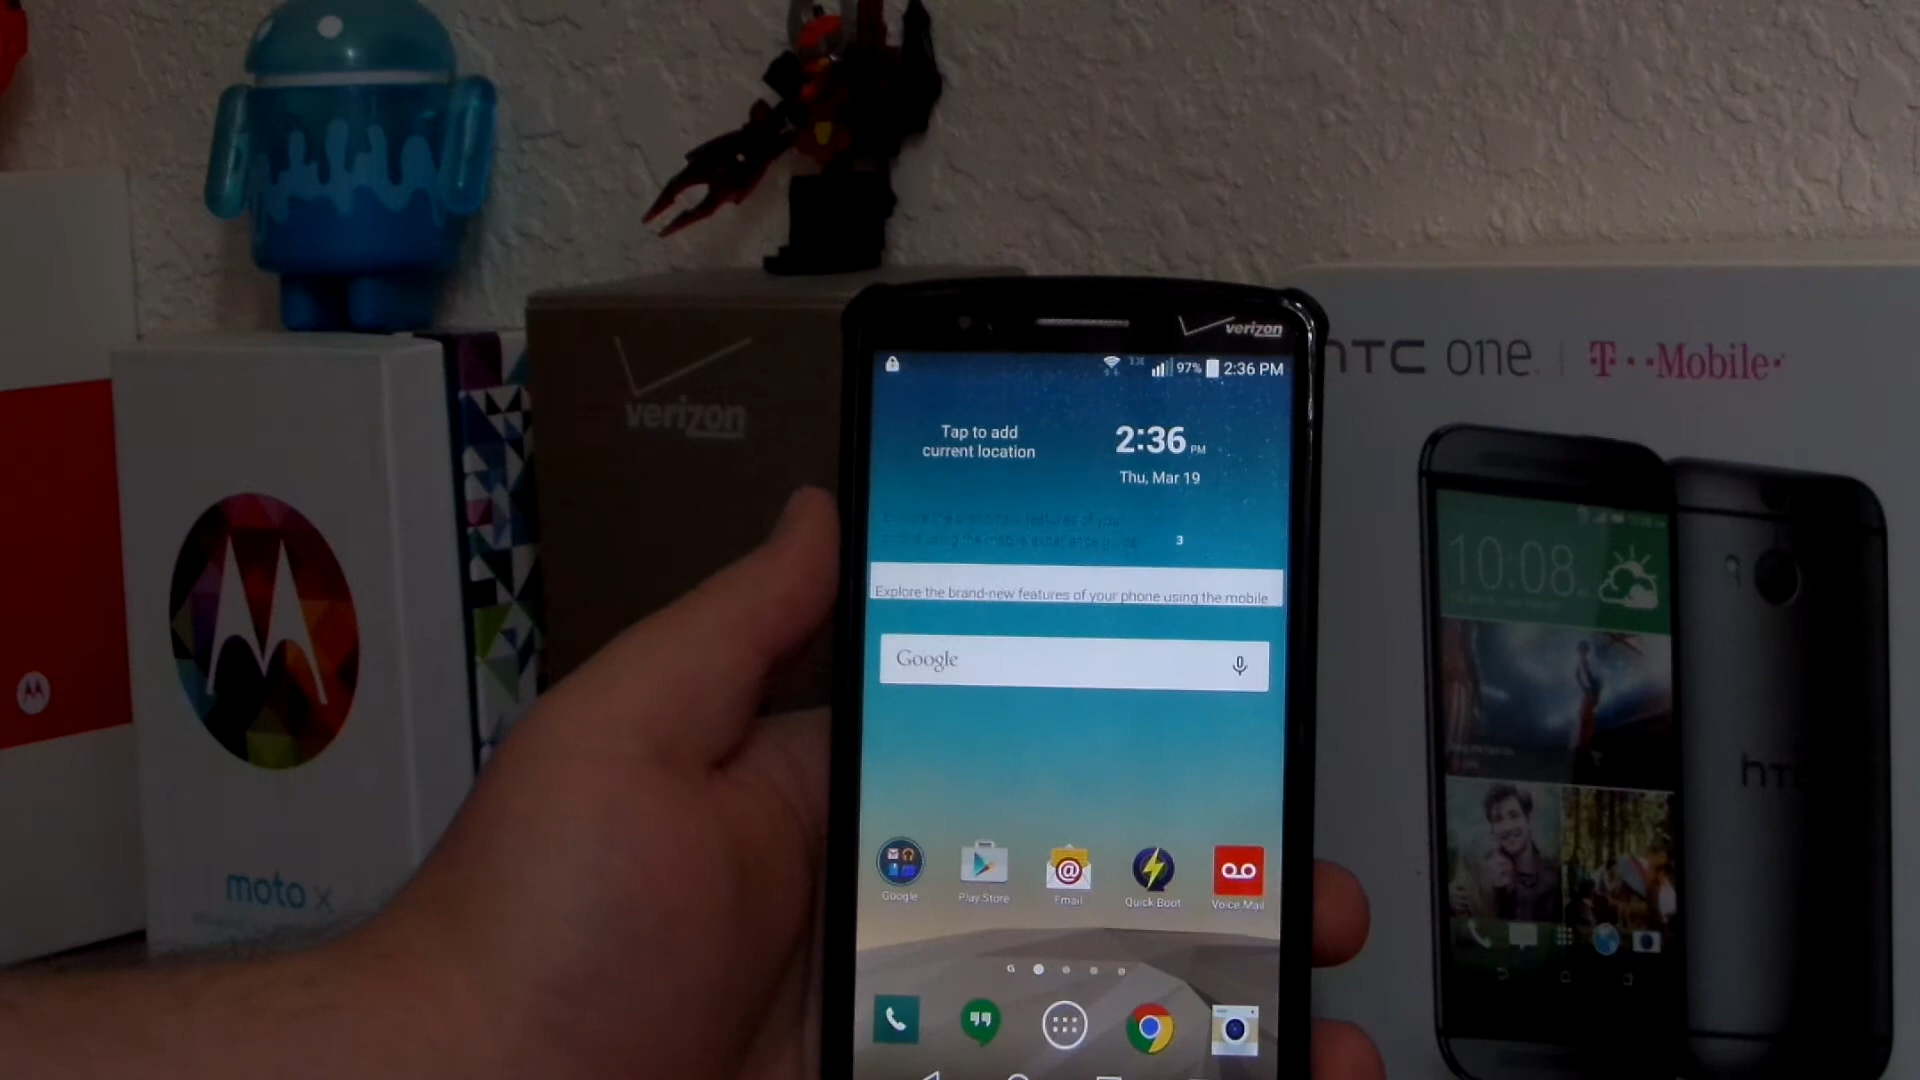 verizon
97% 2:36 PM
Tap to add
current location
2:36 PM
Thu, Mar 19
3
Explore the brand-new features of your phone using the mobile
Google
Google
Play Store
Email
Quick Boot
Voice Mail
verizon
moto x
HTC one
T-Mobile
10:08
hTC